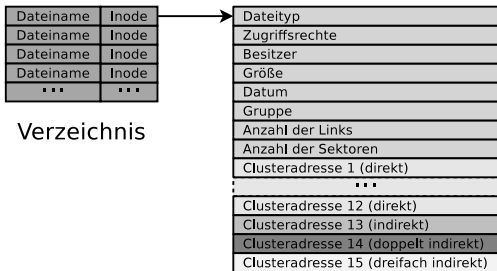 Dateiname Inode
Dateiname Inode
Dateiname Inode
Dateiname Inode
... ...
Verzeichnis
Dateityp
Zugriffsrechte
Besitzer
Größe
Datum
Gruppe
Anzahl der Links
Anzahl der Sektoren
Clusteradresse 1 (direkt)
...
Clusteradresse 12 (direkt)
Clusteradresse 13 (indirekt)
Clusteradresse 14 (doppelt indirekt)
Clusteradresse 15 (dreifach indirekt)